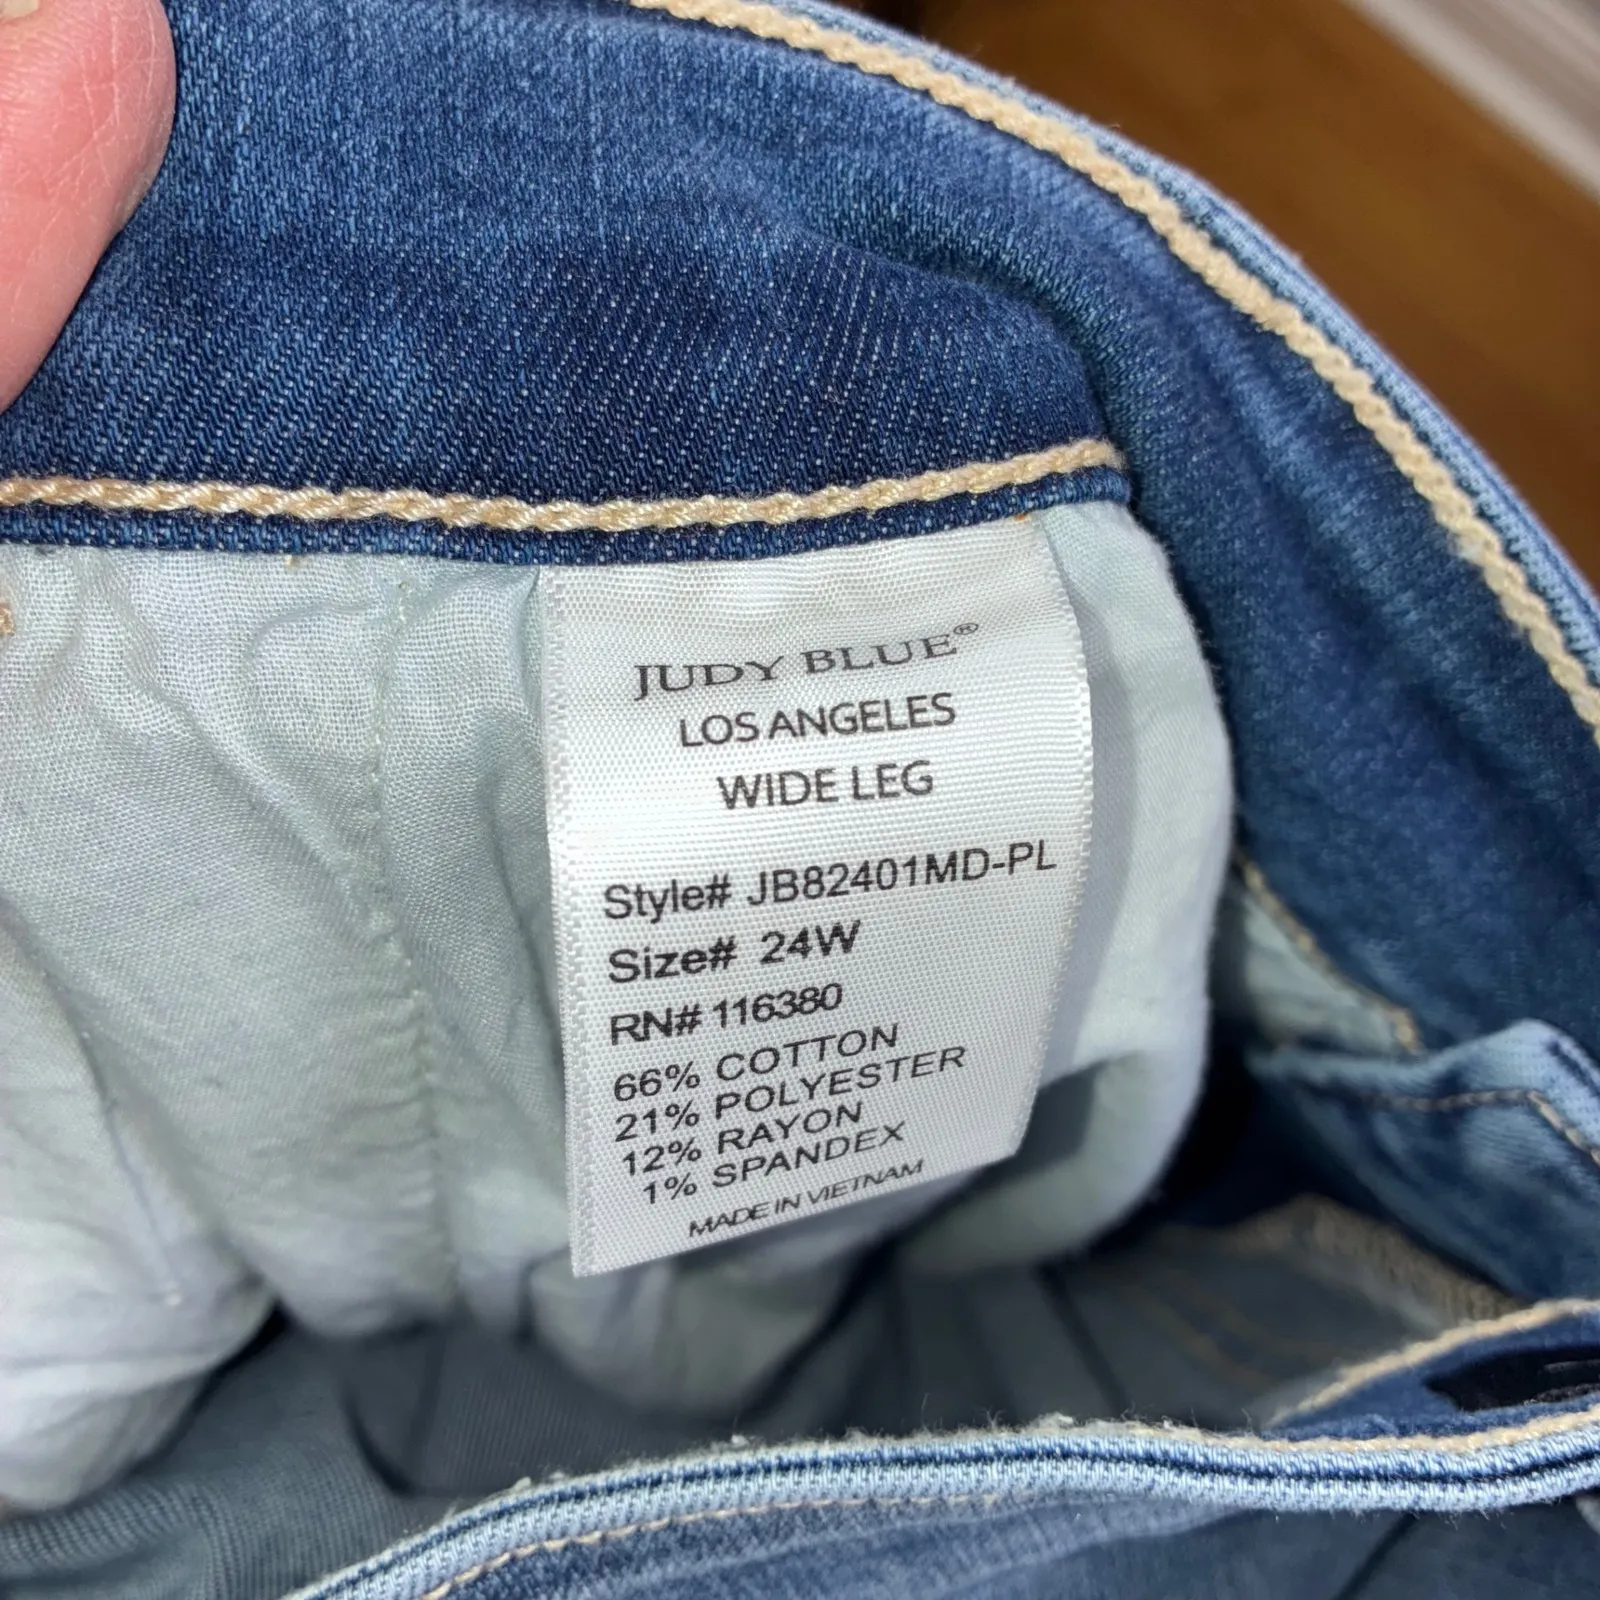 JUDY BLUE®
LOS ANGELES
WIDE LEG
Style# JB82401MD-PL
Size# 24W
RN# 116380
66% COTTON
21% POLYESTER
12% RAYON
1% SPANDEX
MADE IN VIETNAM